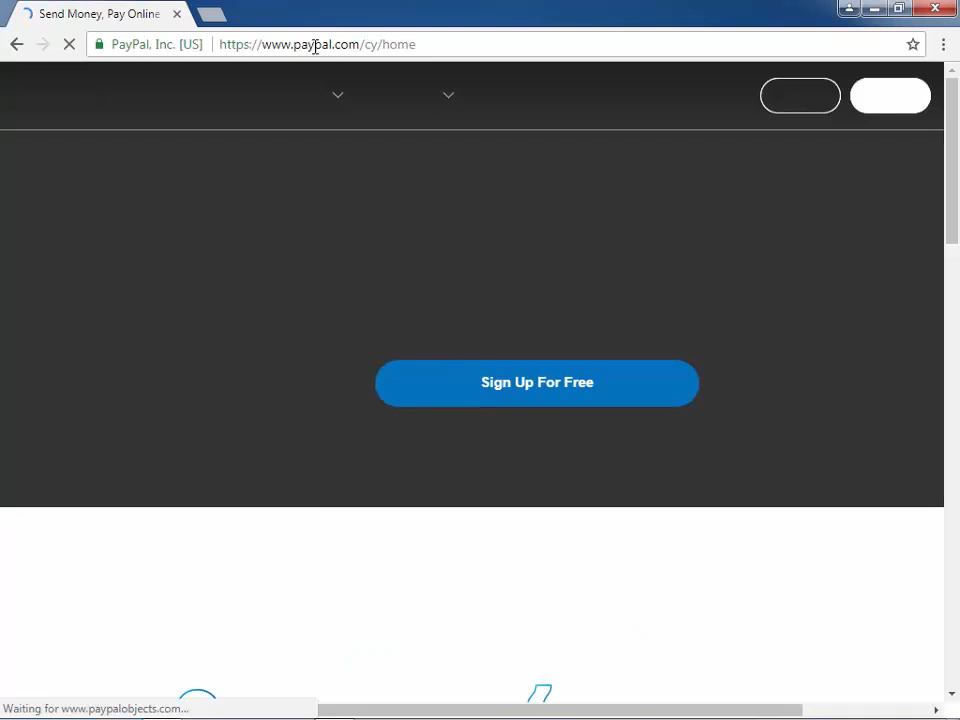 Send Money, Pay Online
PayPal, Inc. [US]
https://www.paypal.com/cy/home
Sign Up For Free
Waiting for www.paypalobjects.com...